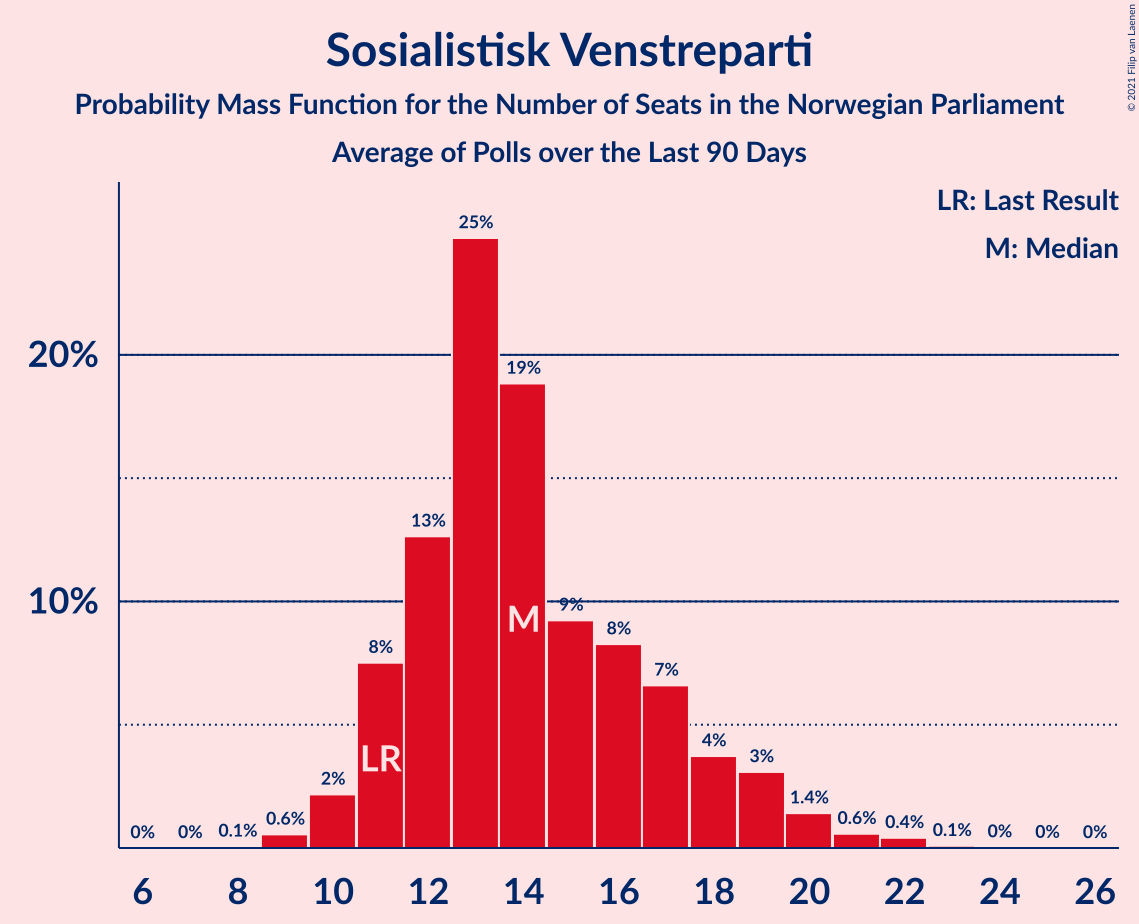 Sosialistisk Venstreparti
Probability Mass Function for the Number of Seats in the Norwegian Parliament
Average of Polls over the Last 90 Days
© 2021 Filip van Laenen
LR: Last Result
M: Median
20%
10%
0%
0%
0.1%
0.6%
2%
8%
13%
25%
19%
9%
8%
7%
4%
3%
1.4%
0.6%
0.4%
0.1%
0%
0%
0%
LR
M
6 8 10 12 14 16 18 20 22 24 26